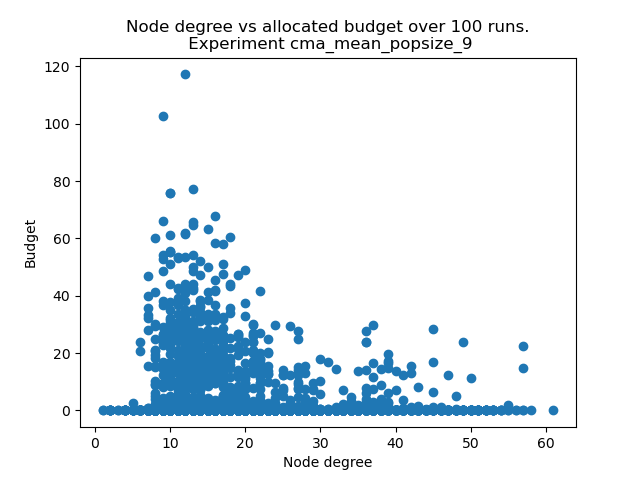 Node degree vs allocated budget over 100 runs.
Experiment cma_mean_popsize_9
120
100
80
60
40
20
0
Budget
0 10 20 30 40 50 60
Node degree